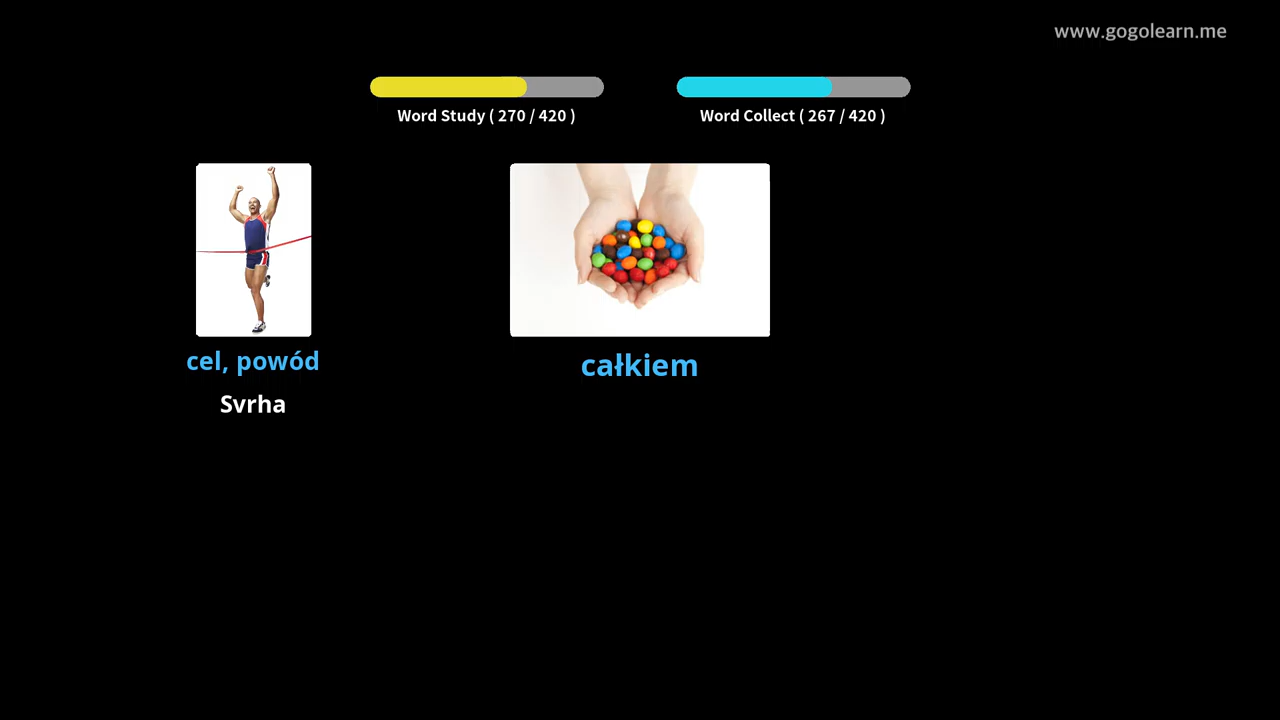 www.gogolearn.me
Word Study ( 270 / 420 )
Word Collect ( 267 / 420 )
cel, powód
Svrha
całkiem